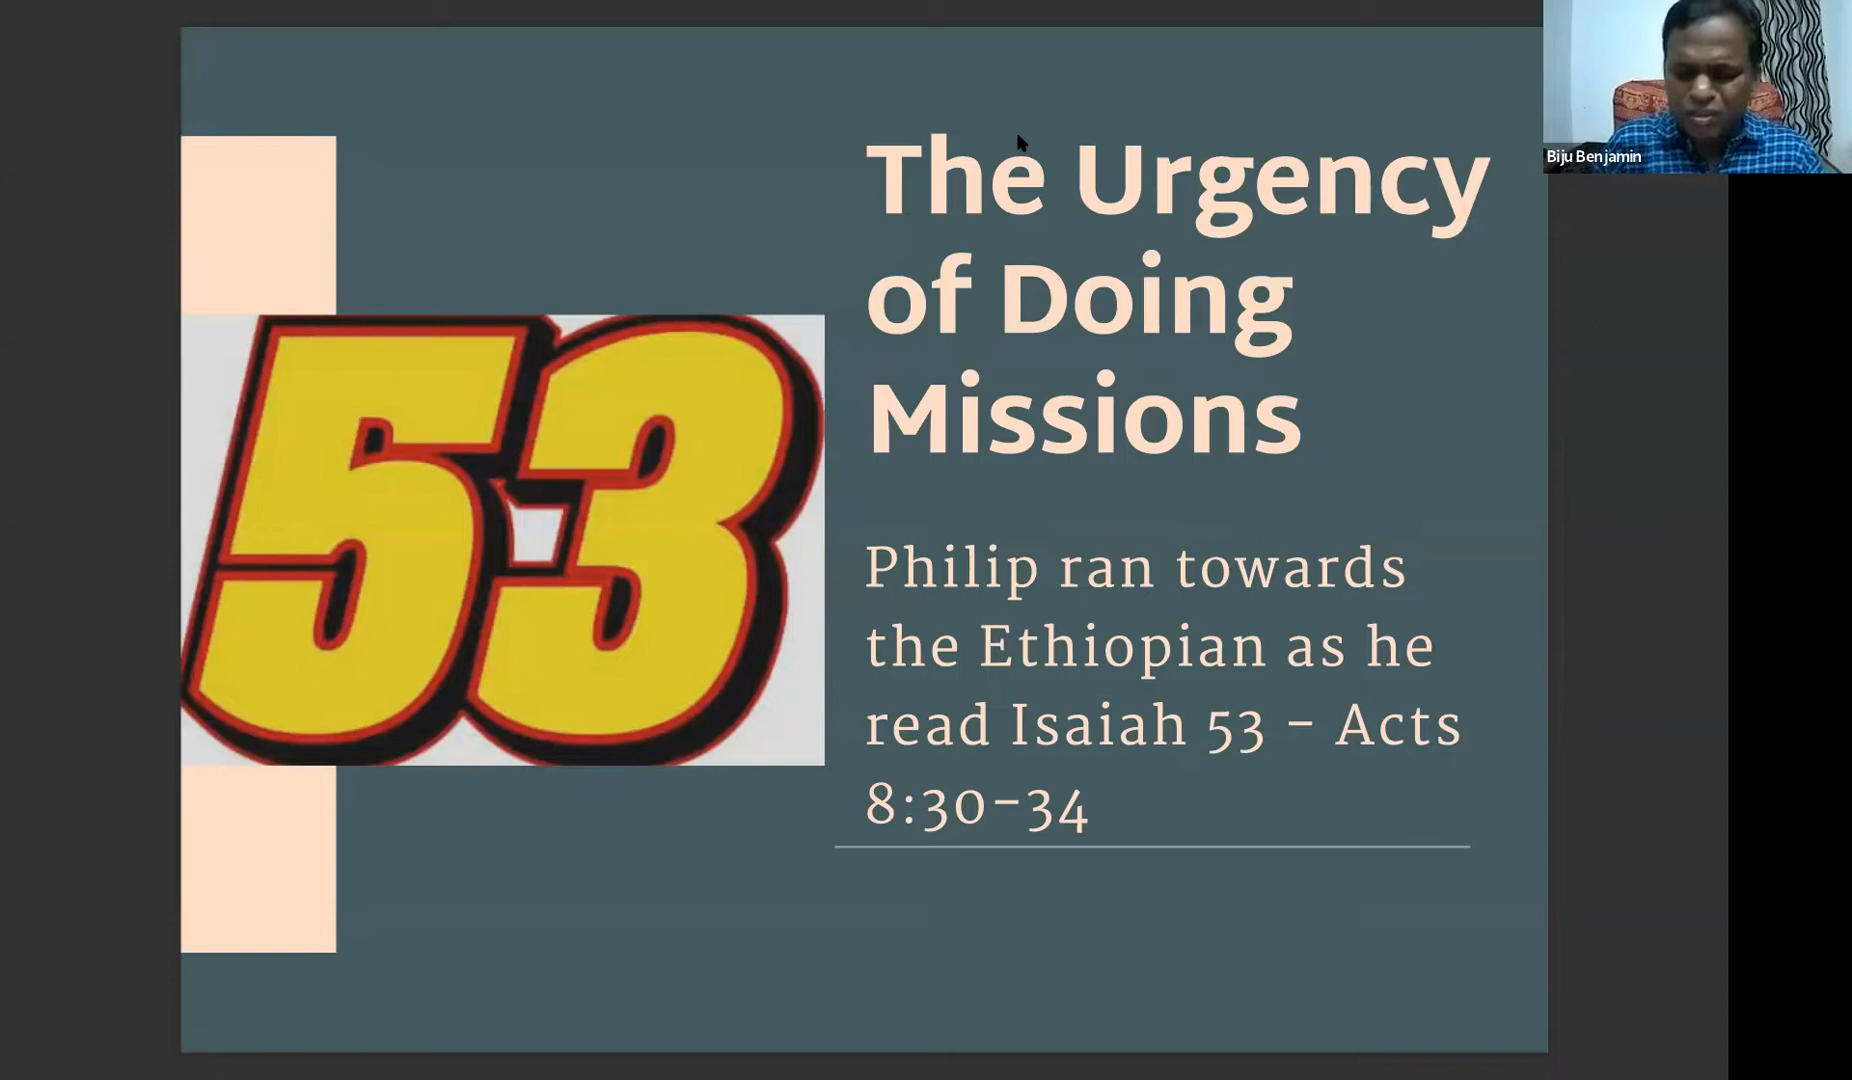 The Urgency
of Doing
Missions
Philip ran towards
the Ethiopian as he
read Isaiah 53 - Acts
8:30-34
53
Biju Benjamin